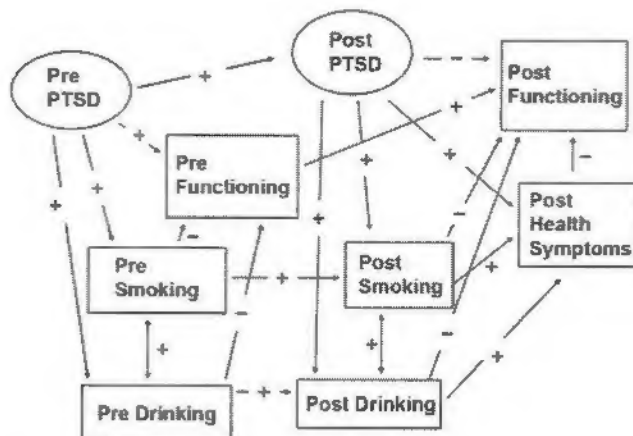 Pre
PTSD
Post
PTSD
Post
Functioning
Pre
Functioning
Post
Health
Symptoms
Pre
Smoking
Post
Smoking
Pre Drinking
Post Drinking
+
-
+
+
+
+
+
+
-
+
-
-
+
+
-
+
+
-
+
+